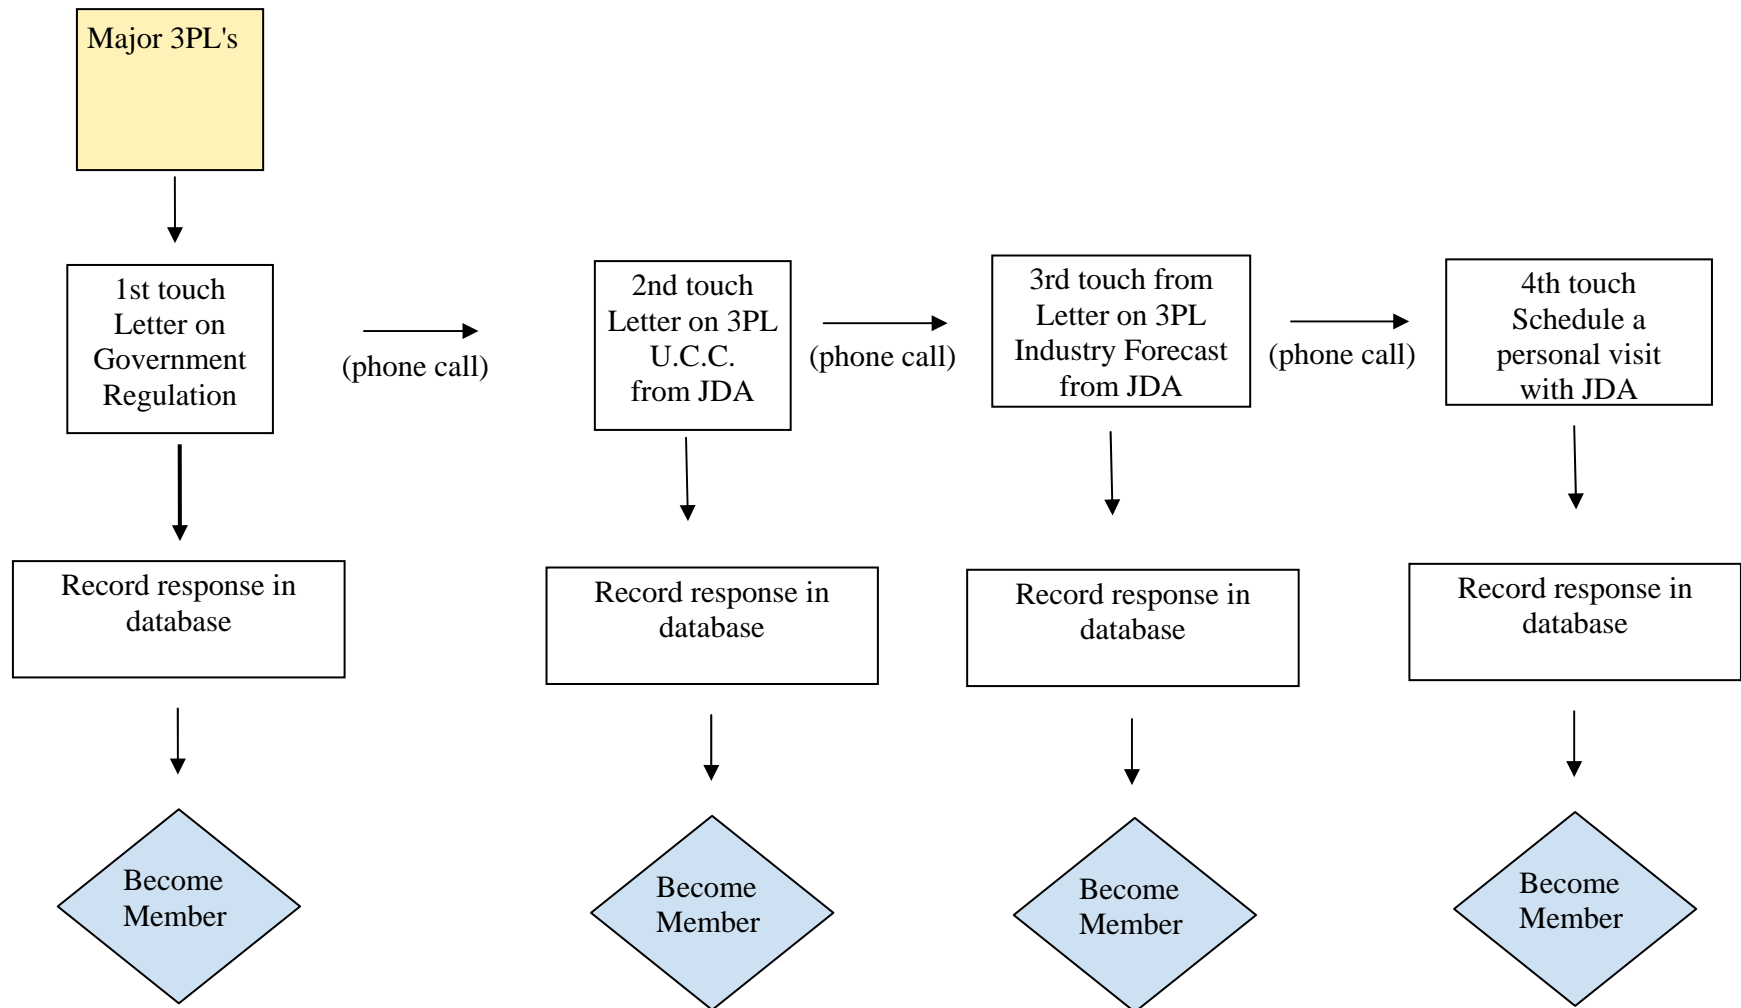 Major 3PL's
1st touch
Letter on
Government
Regulation
(phone call)
2nd touch
Letter on 3PL
U.C.C.
from JDA
(phone call)
3rd touch from
Letter on 3PL
Industry Forecast
from JDA
(phone call)
4th touch
Schedule a
personal visit
with JDA
Record response in
database
Record response in
database
Record response in
database
Record response in
database
Become
Member
Become
Member
Become
Member
Become
Member